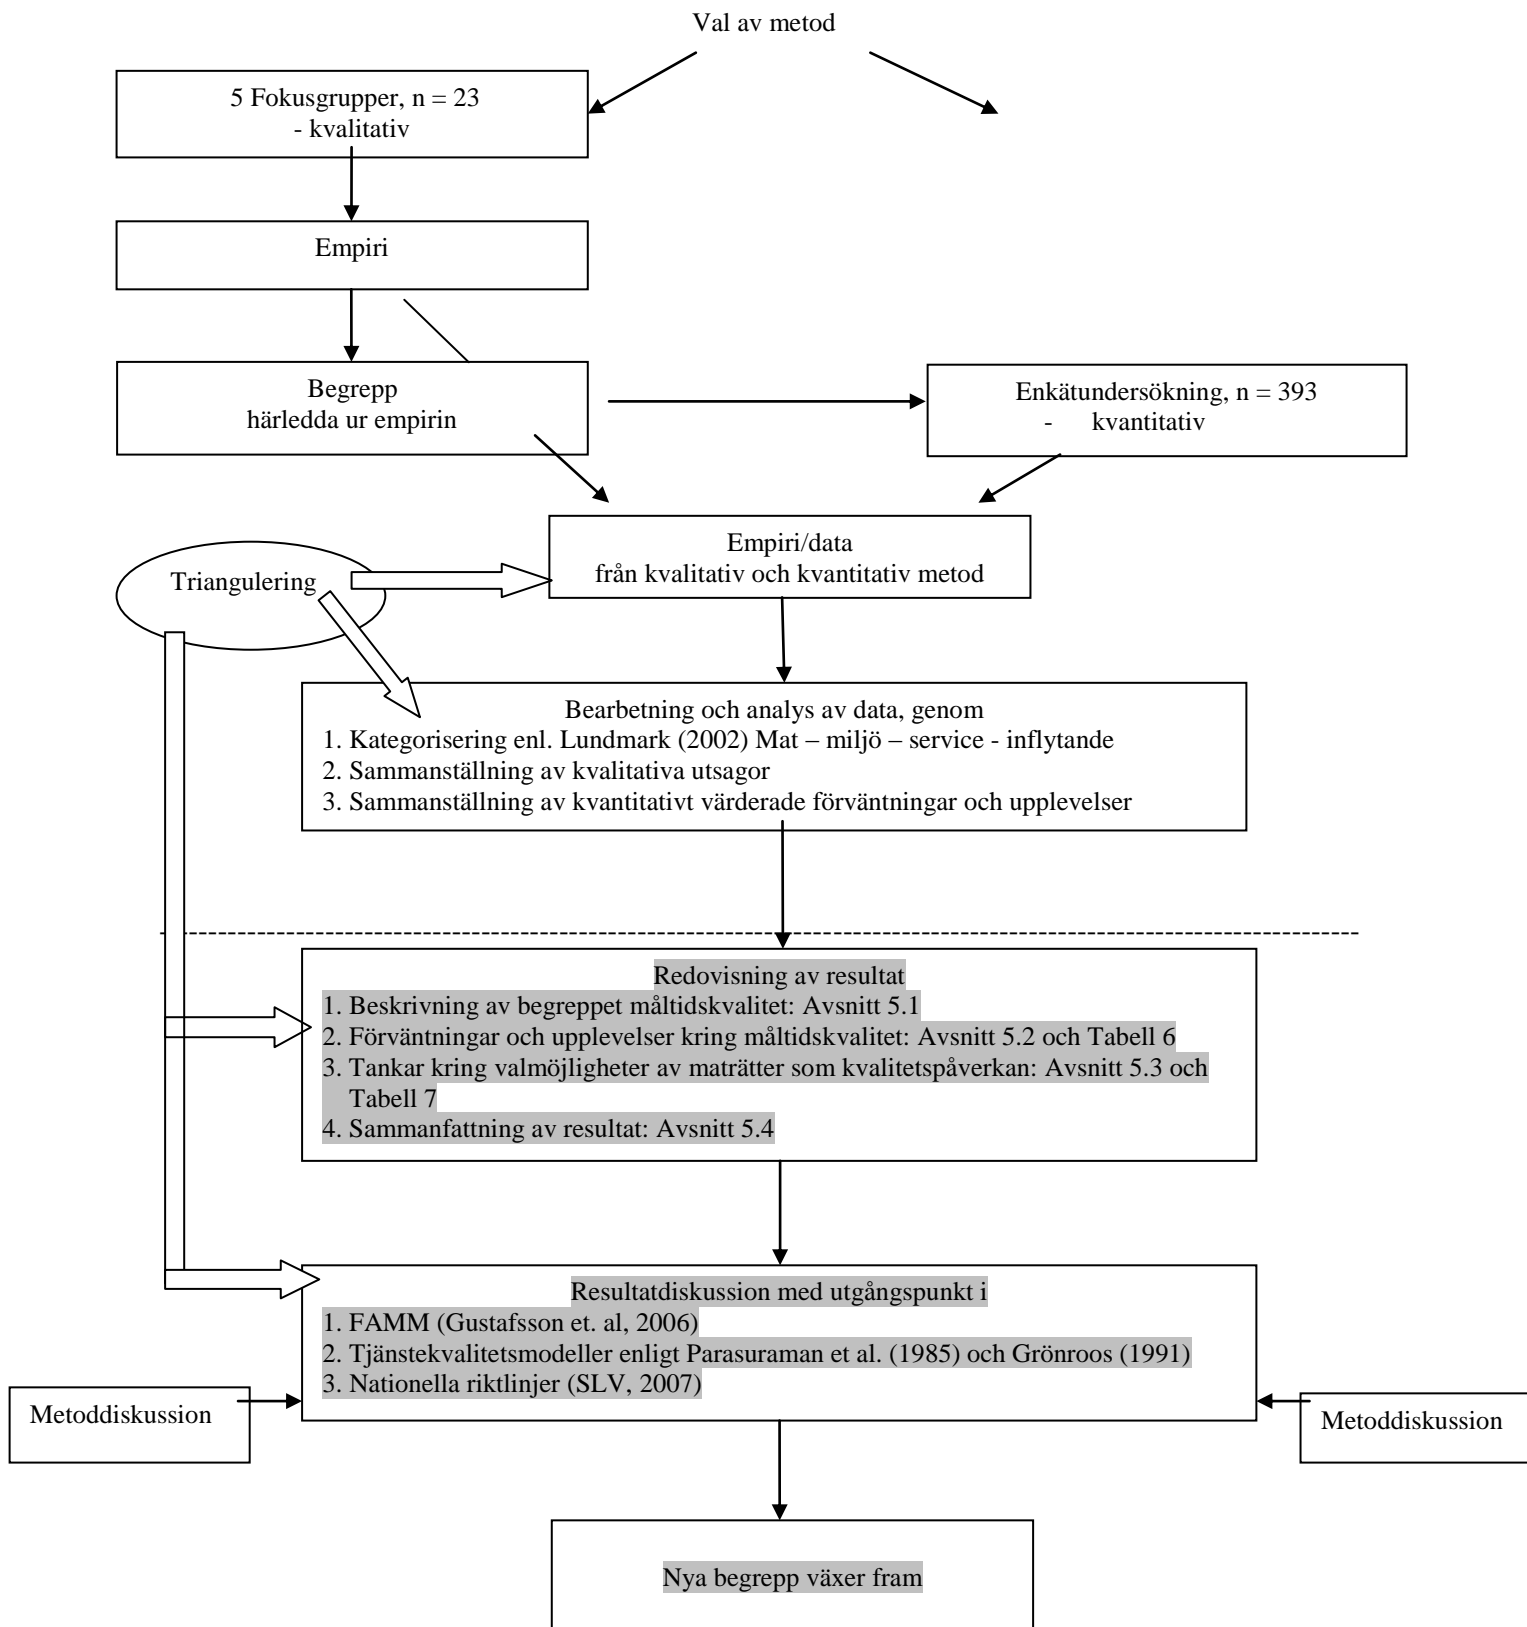 Val av metod
5 Fokusgrupper, n = 23
- kvalitativ
Empiri
Begrepp
härledda ur empirin
Enkätundersökning, n = 393
- kvantitativ
Empiri/data
från kvalitativ och kvantitativ metod
Triangulering
Bearbetning och analys av data, genom
1. Kategorisering enl. Lundmark (2002) Mat – miljö – service - inflytande
2. Sammanställning av kvalitativa utsagor
3. Sammanställning av kvantitativt värderade förväntningar och upplevelser
Redovisning av resultat
1. Beskrivning av begreppet måltidskvalitet: Avsnitt 5.1
2. Förväntningar och upplevelser kring måltidskvalitet: Avsnitt 5.2 och Tabell 6
3. Tankar kring valmöjligheter av maträtter som kvalitetspåverkan: Avsnitt 5.3 och
Tabell 7
4. Sammanfattning av resultat: Avsnitt 5.4
Resultatdiskussion med utgångspunkt i
1. FAMM (Gustafsson et. al, 2006)
2. Tjänstekvalitetsmodeller enligt Parasuraman et al. (1985) och Grönroos (1991)
3. Nationella riktlinjer (SLV, 2007)
Metoddiskussion
Metoddiskussion
Nya begrepp växer fram